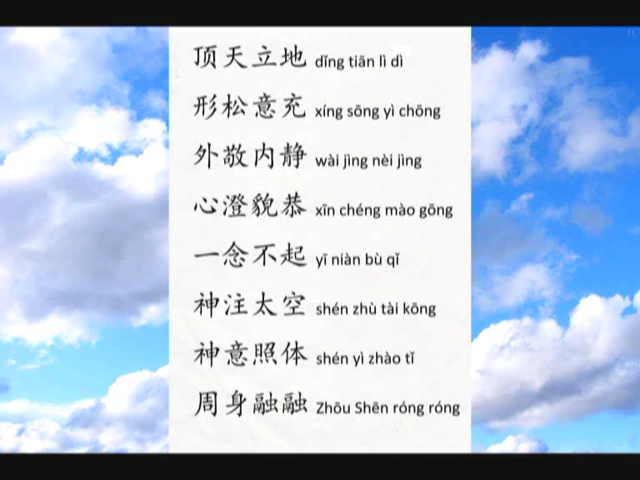 顶天立地 dǐng tiān lì dì
形松意充 xíng sōng yì chōng
外敬内静 wài jìng nèi jìng
心澄貌恭 xīn chéng mào gōng
一念不起 yī niàn bù qǐ
神注太空 shén zhù tài kōng
神意照体 shén yì zhào tǐ
周身融融 Zhōu Shēn róng róng